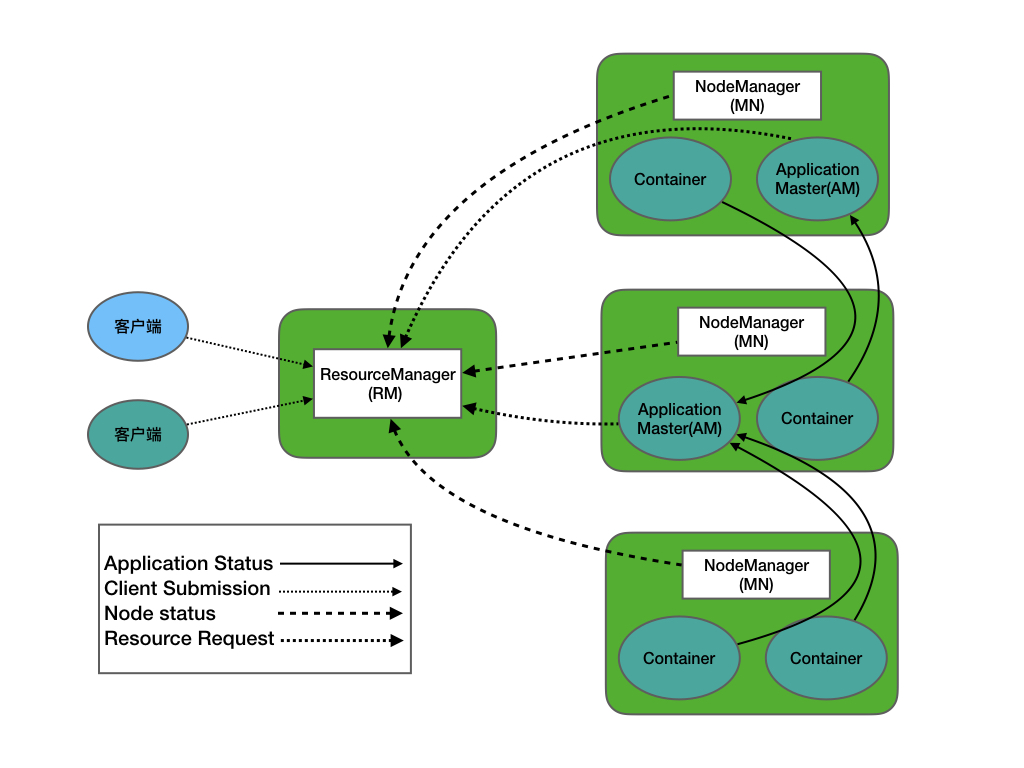 NodeManager
(MN)
Container
Application
Master(AM)
NodeManager
(MN)
Application
Master(AM)
Container
NodeManager
(MN)
Container
Container
ResourceManager
(RM)
客户端
客户端
Application Status
Client Submission
Node status
Resource Request